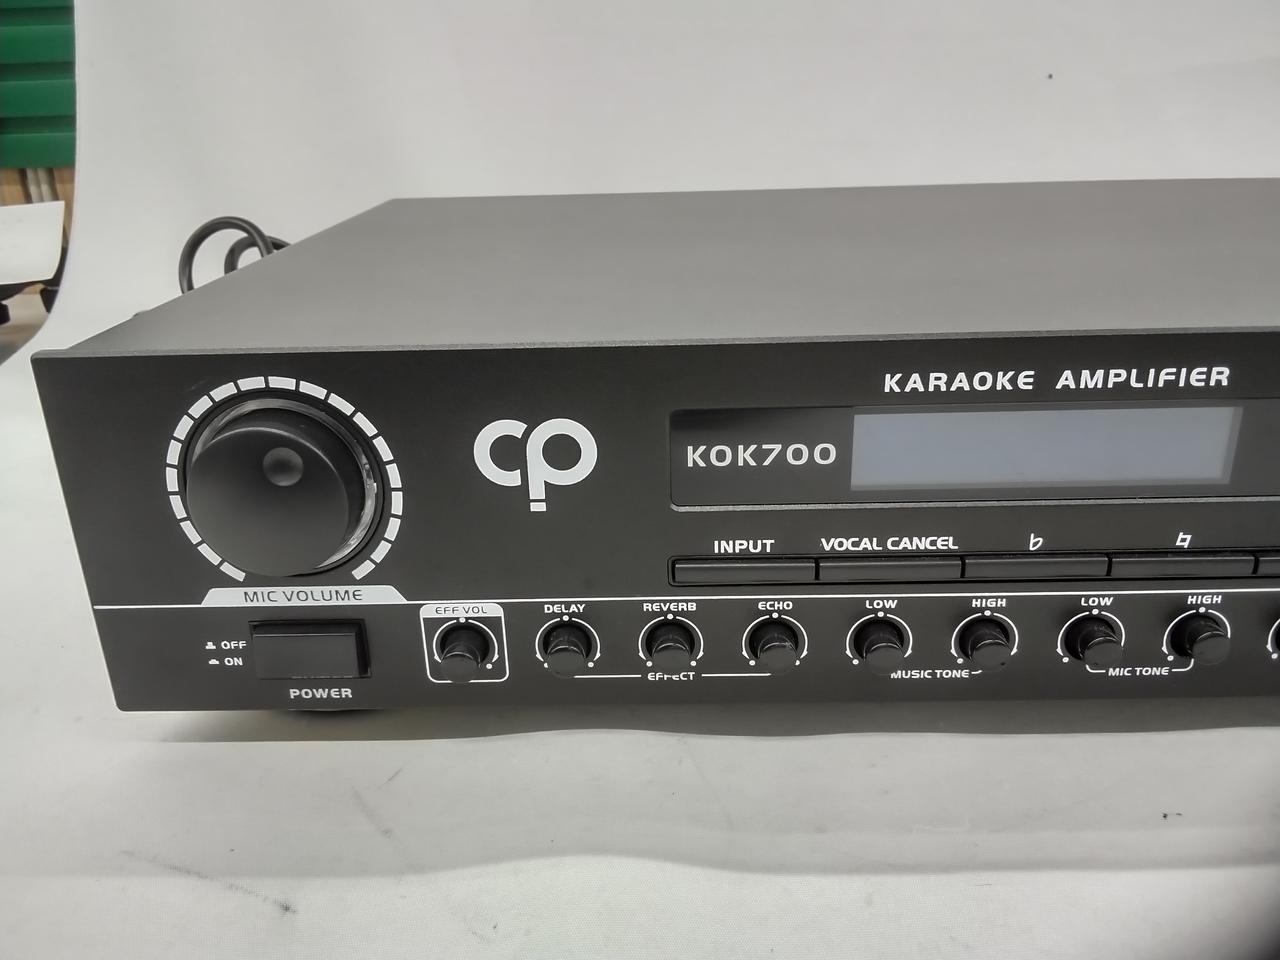 KARAOKE AMPLIFIER
cp
KOK700
INPUT
VOCAL CANCEL
♭
♮
MIC VOLUME
EFF VOL
DELAY
REVERB
ECHO
LOW
HIGH
LOW
HIGH
OFF
ON
POWER
EFFECT
MUSIC TONE
MIC TONE